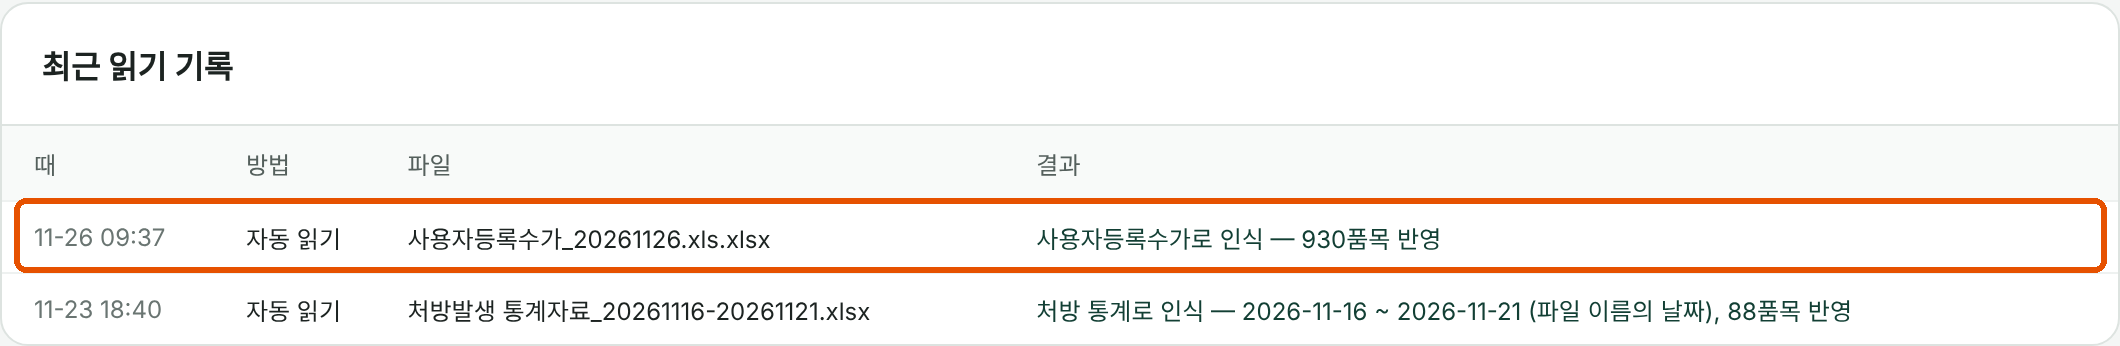 최근 읽기 기록
때 방법 파일 결과
11-26 09:37 자동 읽기 사용자등록수가_20261126.xls.xlsx 사용자등록수가로 인식 — 930품목 반영
11-23 18:40 자동 읽기 처방발생 통계자료_20261116-20261121.xlsx 처방 통계로 인식 — 2026-11-16 ~ 2026-11-21 (파일 이름의 날짜), 88품목 반영